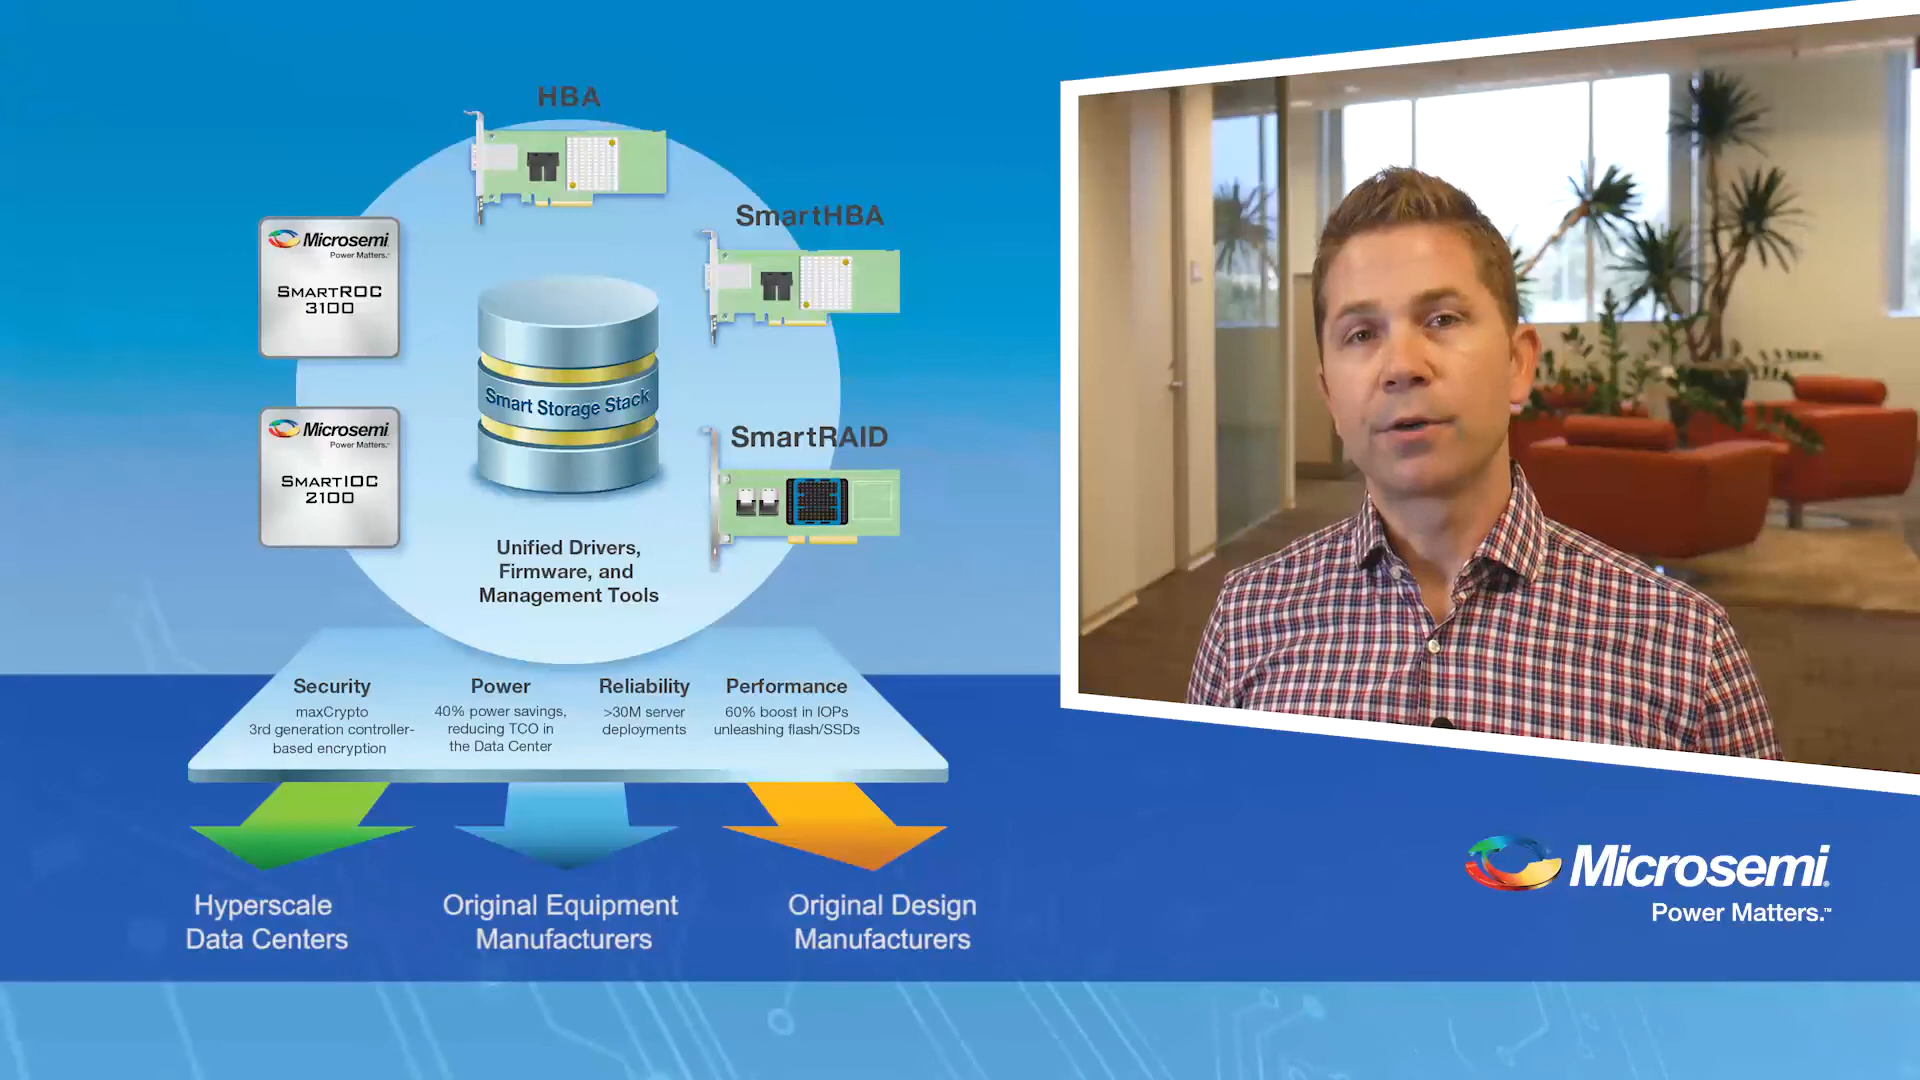 HBA
SmartHBA
Microsemi
Power Matters.™
SMARTROC
3100
Smart Storage Stack
Microsemi
Power Matters.™
SMARTIOC
2100
SmartRAID
Unified Drivers,
Firmware, and
Management Tools
Security
maxCrypto
3rd generation controller-
based encryption
Power
40% power savings,
reducing TCO in
the Data Center
Reliability
>30M server
deployments
Performance
60% boost in IOPs
unleashing flash/SSDs
Hyperscale
Data Centers
Original Equipment
Manufacturers
Original Design
Manufacturers
Microsemi®
Power Matters.™